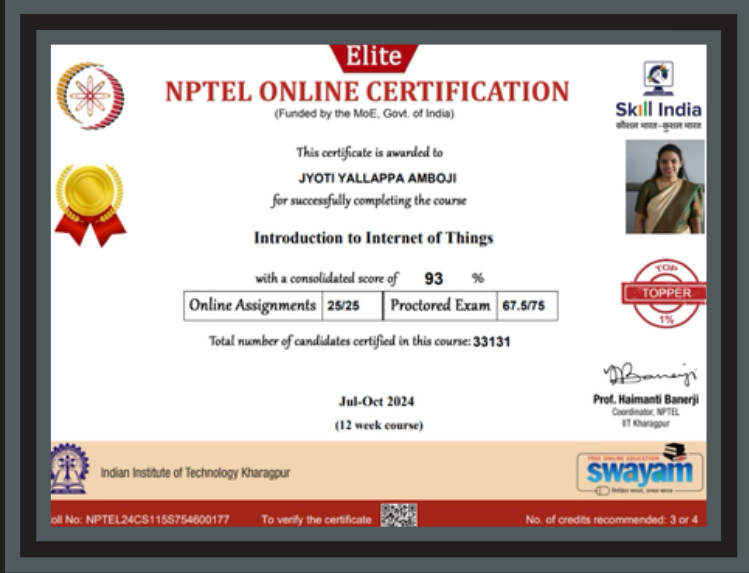 Elite
NPTEL ONLINE CERTIFICATION
(Funded by the MoE, Govt. of India)
Skill India
कौशल भारत-कुशल भारत
This certificate is awarded to
JYOTI YALLAPPA AMBOJI
for successfully completing the course
Introduction to Internet of Things
with a consolidated score of 93 %
Online Assignments 25/25 Proctored Exam 67.5/75
TOP
TOPPER
1%
Total number of candidates certified in this course: 33131
Prof. Haimanti Banerji
Coordinator, NPTEL
IIT Kharagpur
Jul-Oct 2024
(12 week course)
Indian Institute of Technology Kharagpur
FREE ONLINE EDUCATION
swayam
शिक्षित भारत, उन्नत भारत
oll No: NPTEL24CS115S754600177 To verify the certificate No. of credits recommended: 3 or 4